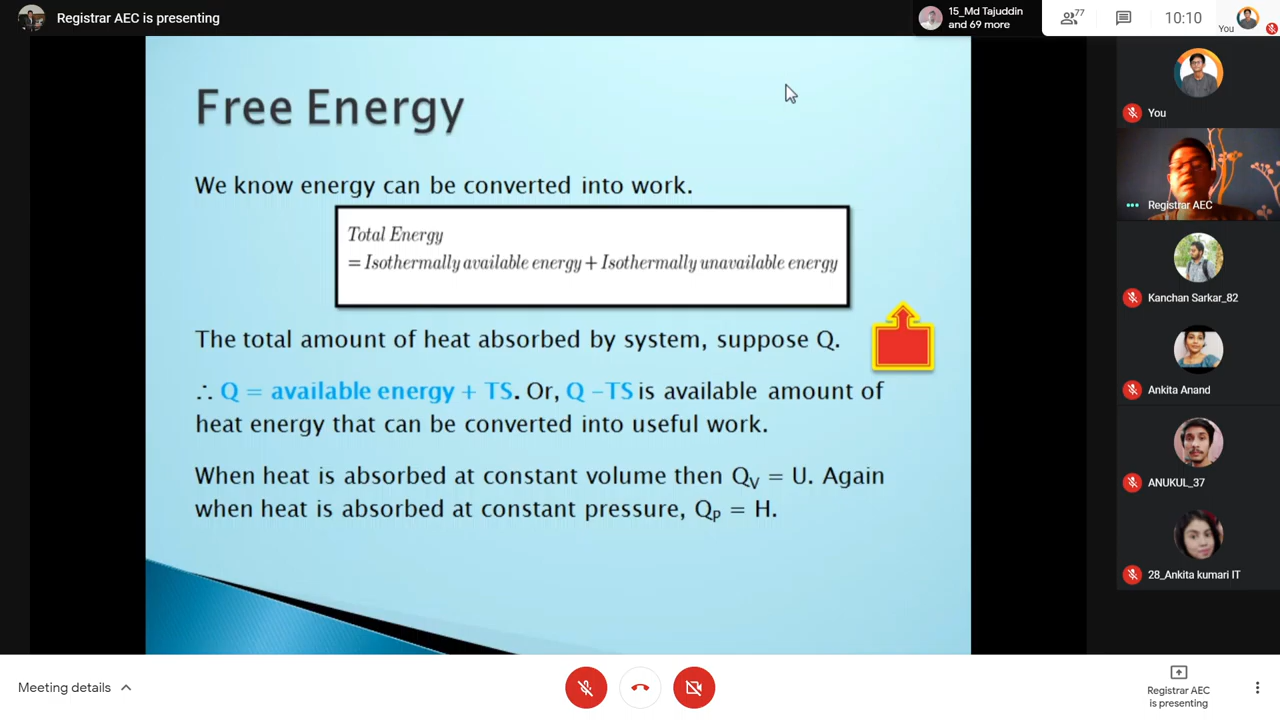 Registrar AEC is presenting
15_Md Tajuddin
and 69 more
77
10:10
You
Free Energy
We know energy can be converted into work.
Total Energy
= Isothermally available energy + Isothermally unavailable energy
The total amount of heat absorbed by system, suppose Q.
∴ Q = available energy + TS. Or, Q –TS is available amount of
heat energy that can be converted into useful work.
When heat is absorbed at constant volume then Qᵥ = U. Again
when heat is absorbed at constant pressure, Qₚ = H.
You
Registrar AEC
Kanchan Sarkar_82
Ankita Anand
ANUKUL_37
28_Ankita kumari IT
Meeting details
Registrar AEC
is presenting